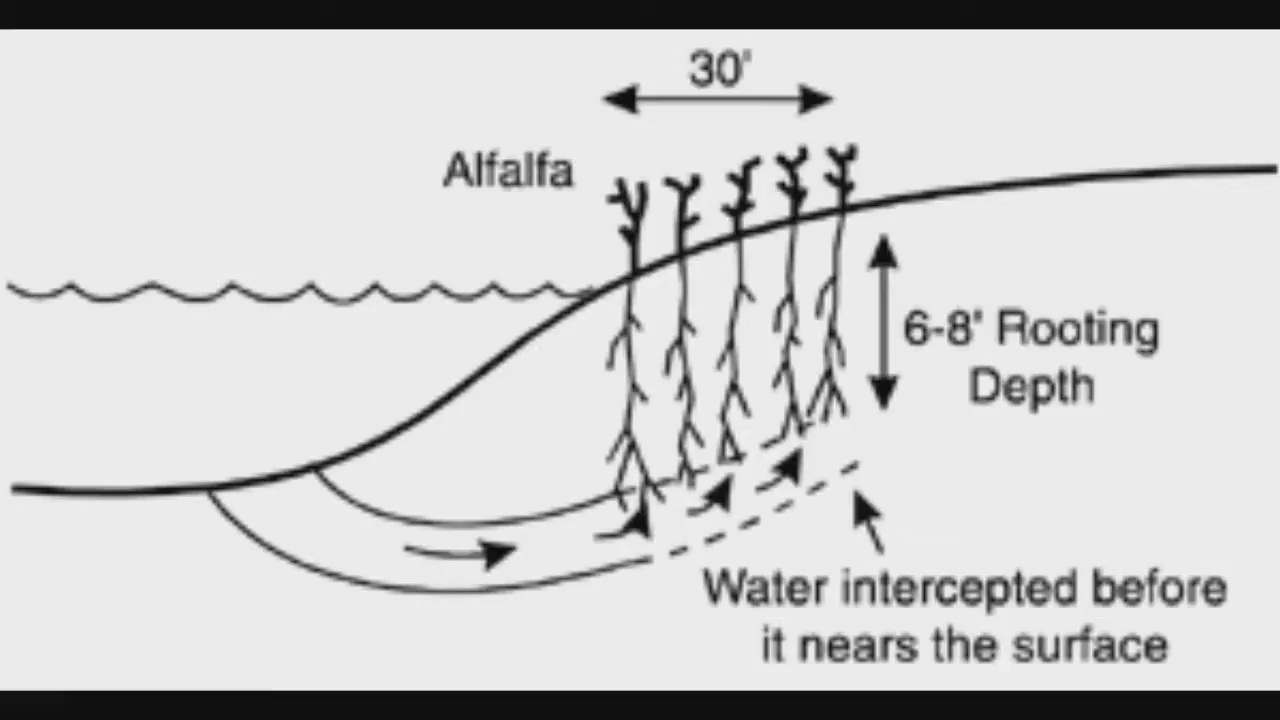 30'
Alfalfa
6-8' Rooting
Depth
Water intercepted before
it nears the surface